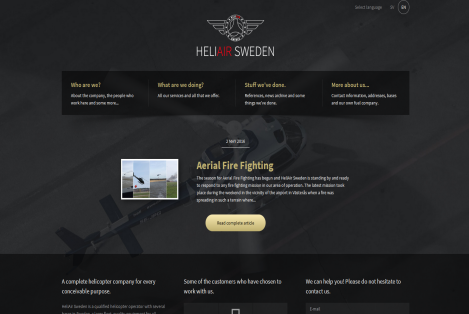 Select language SV EN
HELIAIR SWEDEN
Who are we?
About the company, the people who
work here and some more...
What are we doing?
All our services and all that we offer.
Stuff we've done.
References, news archive and some
things we've done.
More about us...
Contact information, addresses, bases
and our own fuel company.
2 MAY 2018
Aerial Fire Fighting
The season for Aerial Fire Fighting has begun and HeliAir Sweden is standing by and ready
to respond to any fire fighting mission in our area of operation. The latest mission took
place during the weekend in the vicinity of the airport in Västerås when a fire was
spreading in such a terrain where...
Read complete article
A complete helicopter company for every
conceivable purpose.
HeliAir Sweden is a qualified helicopter operator with several
Some of the customers who have chosen to
work with us.
We can help you! Please do not hesitate to
contact us.
E-mail